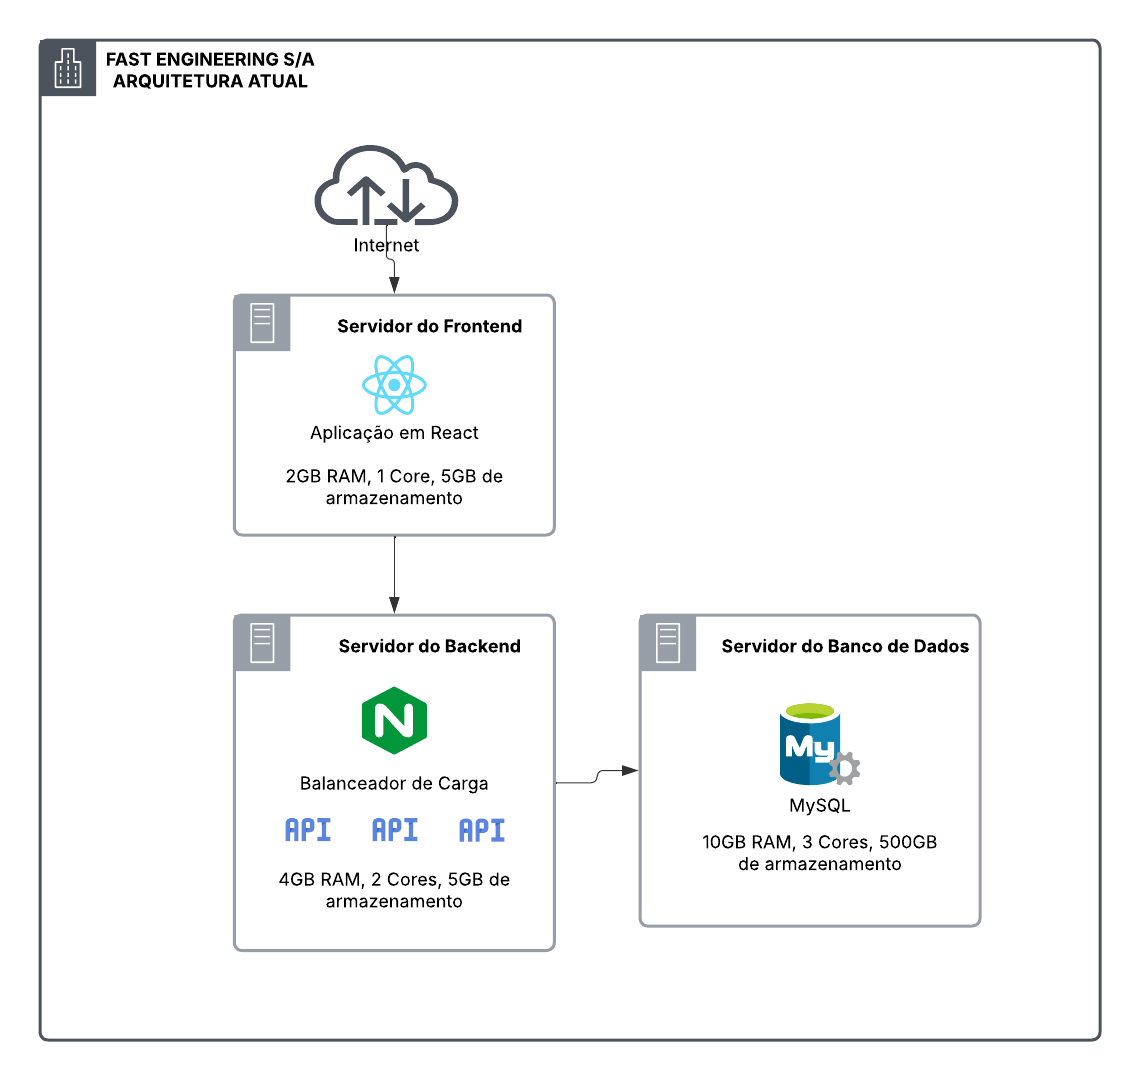 FAST ENGINEERING S/A
ARQUITETURA ATUAL
Internet
Servidor do Frontend
Aplicação em React
2GB RAM, 1 Core, 5GB de
armazenamento
Servidor do Backend
N
Balanceador de Carga
API API API
4GB RAM, 2 Cores, 5GB de
armazenamento
Servidor do Banco de Dados
My
MySQL
10GB RAM, 3 Cores, 500GB
de armazenamento